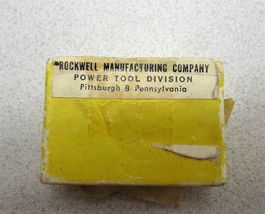 ROCKWELL MANUFACTURING COMPANY
POWER TOOL DIVISION
Pittsburgh 8 Pennsylvania